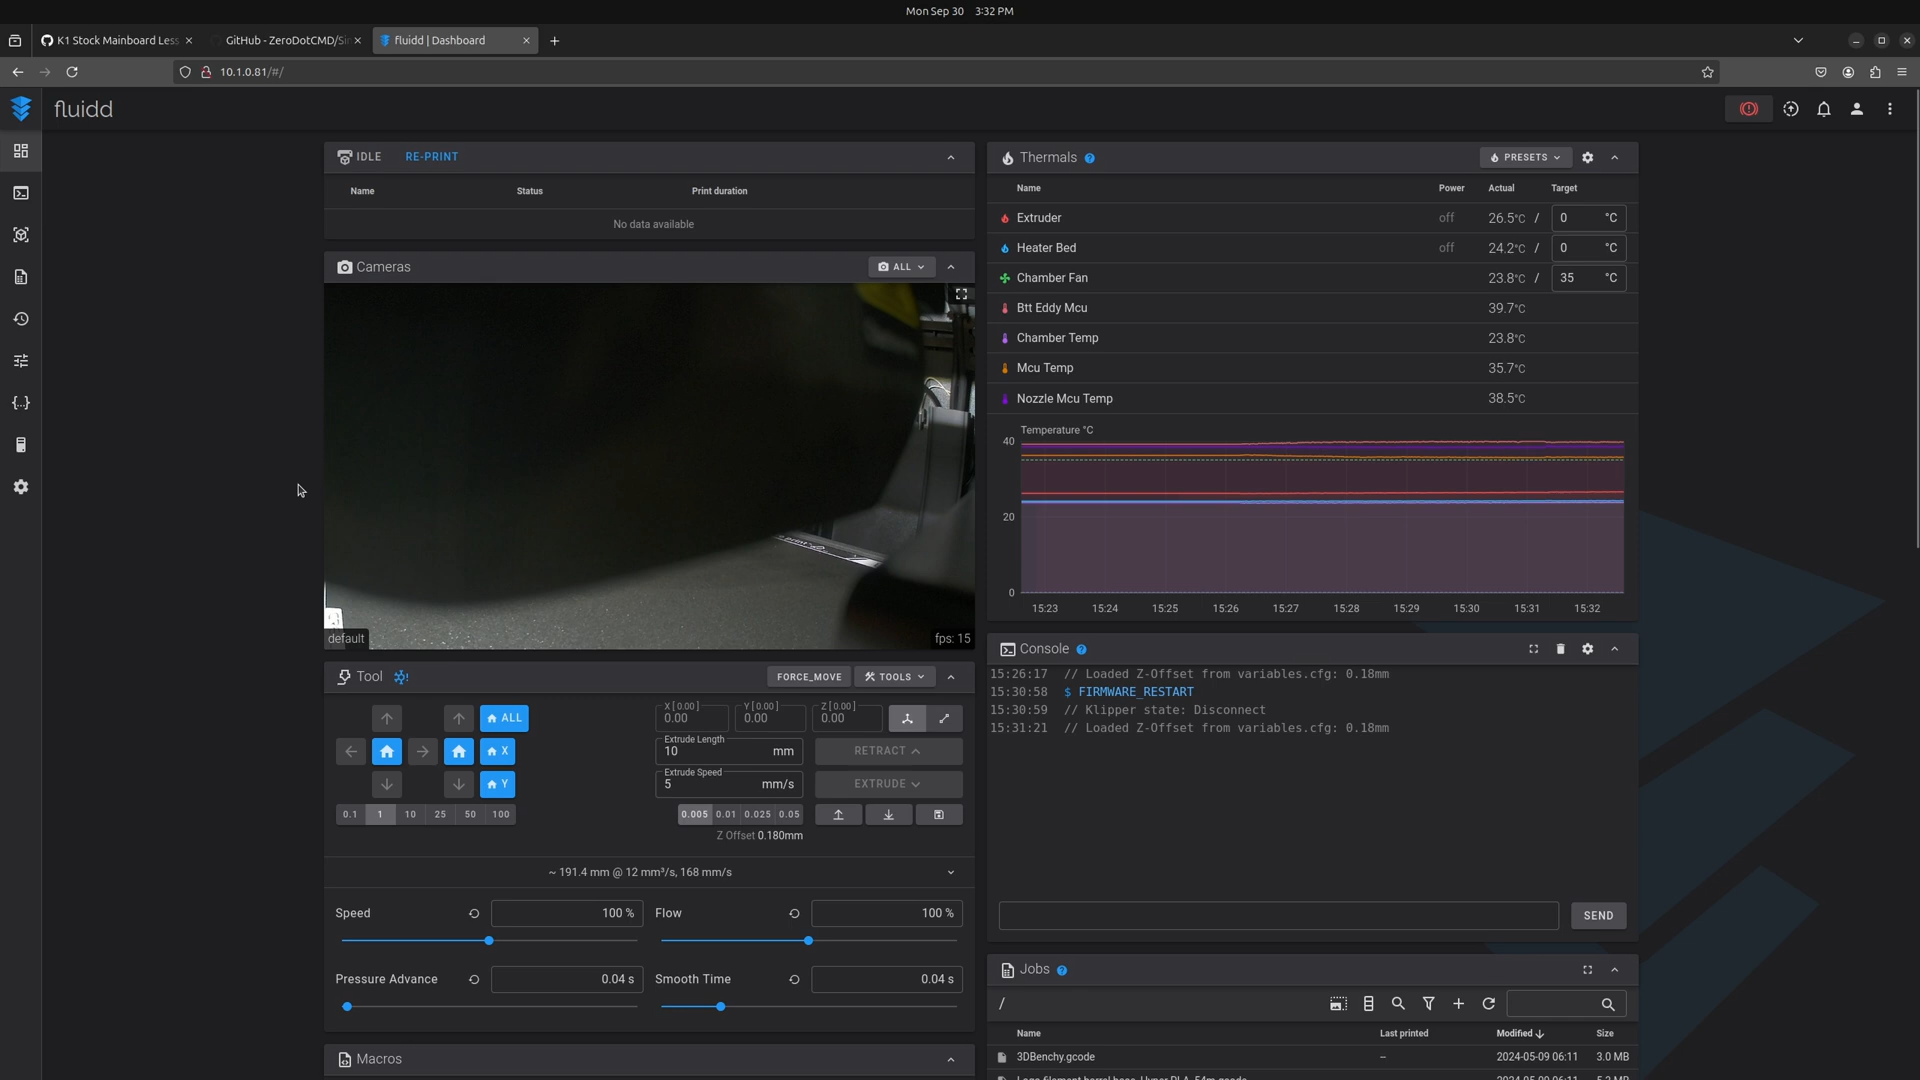 Mon Sep 30 3:32 PM
K1 Stock Mainboard Less
GitHub - ZeroDotCMD/Sim
fluidd | Dashboard
10.1.0.81/#/
fluidd
IDLE RE-PRINT
Name Status Print duration
No data available
Cameras ALL
default fps: 15
Tool FORCE_MOVE TOOLS
X [ 0.00 ] Y [ 0.00 ] Z [ 0.00 ]
ALL 0.00 0.00 0.00
Extrude Length
X 10 mm RETRACT
Extrude Speed
Y 5 mm/s EXTRUDE
0.1 1 10 25 50 100 0.005 0.01 0.025 0.05
Z Offset 0.180mm
~ 191.4 mm @ 12 mm³/s, 168 mm/s
Speed 100 % Flow 100 %
Pressure Advance 0.04 s Smooth Time 0.04 s
Macros
Thermals PRESETS
Name Power Actual Target
Extruder off 26.5°C / 0 °C
Heater Bed off 24.2°C / 0 °C
Chamber Fan 23.8°C / 35 °C
Btt Eddy Mcu 39.7°C
Chamber Temp 23.8°C
Mcu Temp 35.7°C
Nozzle Mcu Temp 38.5°C
Temperature °C
40
20
0
15:23 15:24 15:25 15:26 15:27 15:28 15:29 15:30 15:31 15:32
Console
15:26:17 // Loaded Z-Offset from variables.cfg: 0.18mm
15:30:58 $ FIRMWARE_RESTART
15:30:59 // Klipper state: Disconnect
15:31:21 // Loaded Z-Offset from variables.cfg: 0.18mm
SEND
Jobs
/
Name Last printed Modified Size
3DBenchy.gcode -- 2024-05-09 06:11 3.0 MB